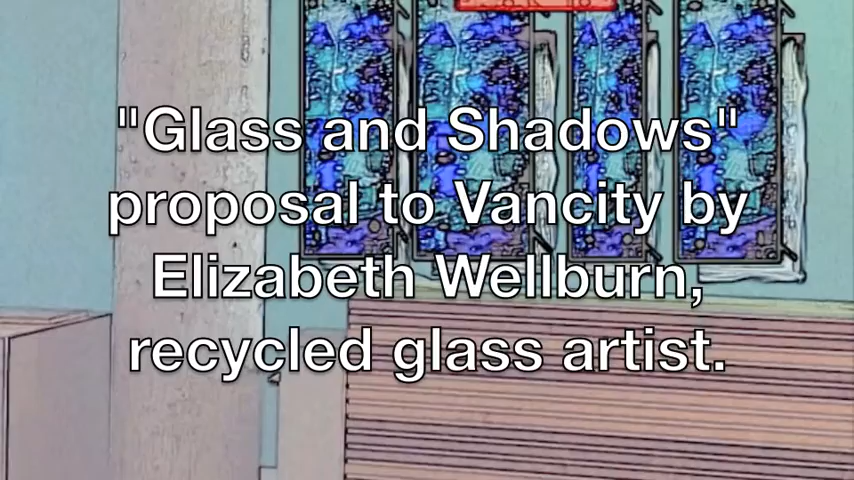 "Glass and Shadows"
proposal to Vancity by
Elizabeth Wellburn,
recycled glass artist.